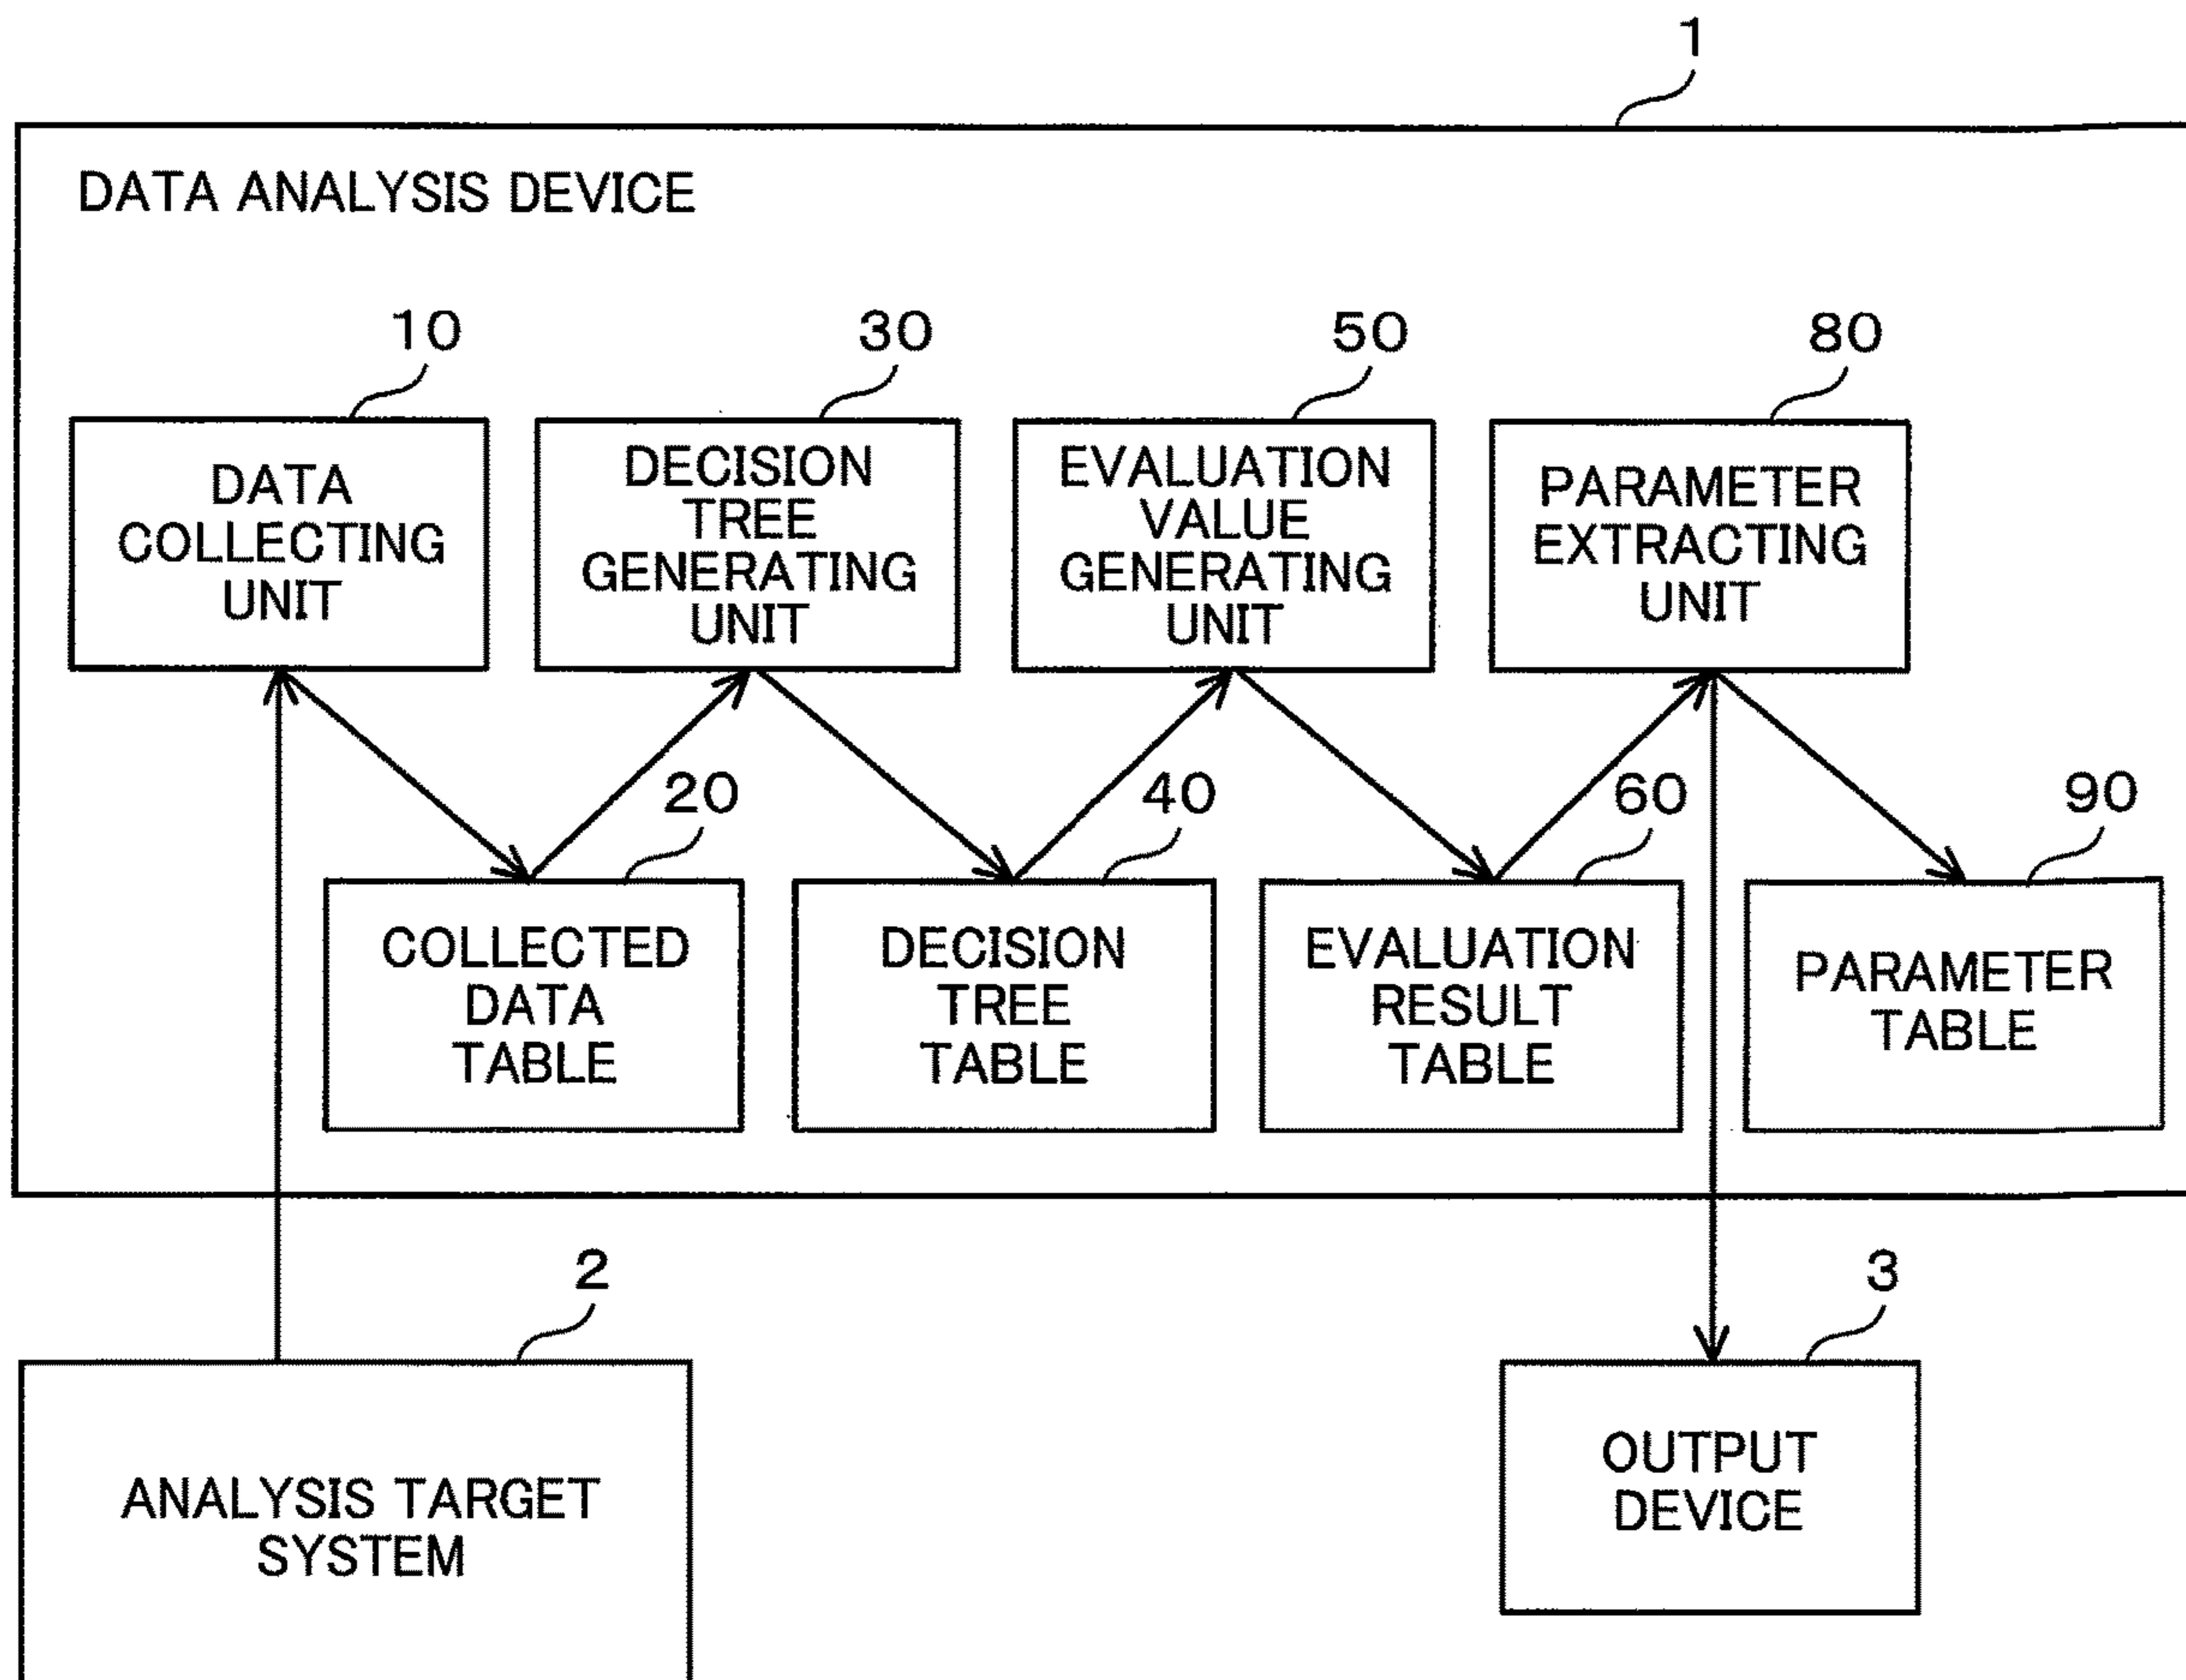 1
DATA ANALYSIS DEVICE
10
30
50
80
DATA
COLLECTING
UNIT
DECISION
TREE
GENERATING
UNIT
EVALUATION
VALUE
GENERATING
UNIT
PARAMETER
EXTRACTING
UNIT
20
40
60
90
COLLECTED
DATA
TABLE
DECISION
TREE
TABLE
EVALUATION
RESULT
TABLE
PARAMETER
TABLE
2
3
ANALYSIS TARGET
SYSTEM
OUTPUT
DEVICE